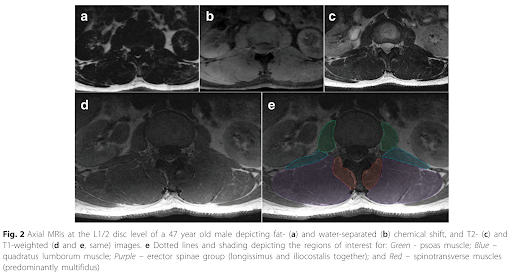 a
b
c
d
e
Fig. 2 Axial MRIs at the L1/2 disc level of a 47 year old male depicting fat- (a) and water-separated (b) chemical shift, and T2- (c) and
T1-weighted (d and e, same) images. e Dotted lines and shading depicting the regions of interest for: Green - psoas muscle; Blue –
quadratus lumborum muscle; Purple – erector spinae group (longissimus and iliocostalis together); and Red – spinotransverse muscles
(predominantly multifidus)